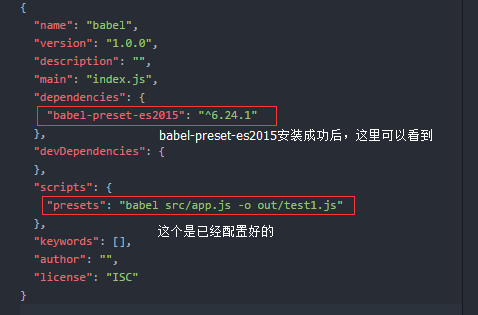 {
"name": "babel",
"version": "1.0.0",
"description": "",
"main": "index.js",
"dependencies": {
"babel-preset-es2015": "^6.24.1"
},
babel-preset-es2015安装成功后，这里可以看到
"devDependencies": {
},
"scripts": {
"presets": "babel src/app.js -o out/test1.js"
},
这个是已经配置好的
"keywords": [],
"author": "",
"license": "ISC"
}